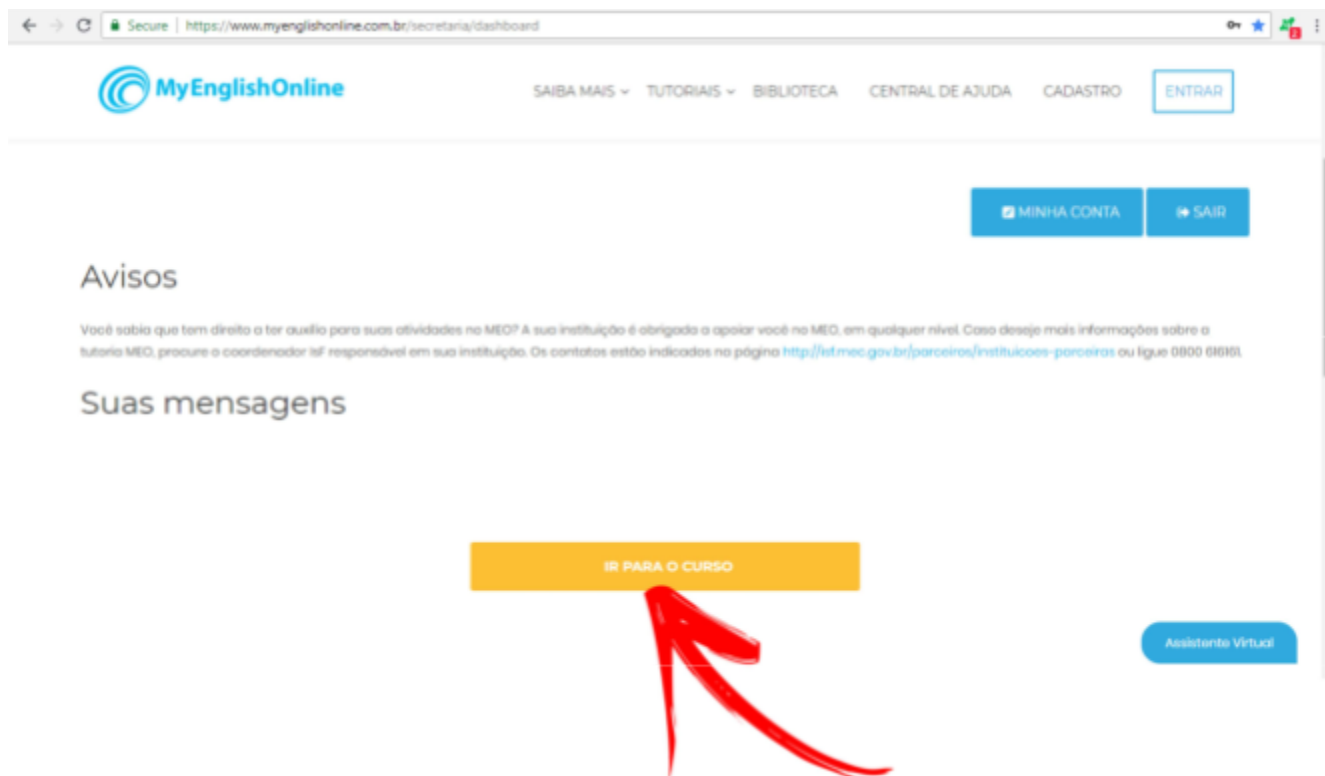 Secure | https://www.myenglishonline.com.br/secretaria/dashboard
2
MyEnglishOnline
SAIBA MAIS TUTORIAIS BIBLIOTECA CENTRAL DE AJUDA CADASTRO ENTRAR
MINHA CONTA SAIR
Avisos
Você sabia que tem direito a ter auxílio para suas atividades no MEO? A sua instituição é obrigada a apoiar você no MEO, em qualquer nível. Caso deseje mais informações sobre a
tutoria MEO, procure o coordenador IsF responsável em sua instituição. Os contatos estão indicados na página http://isf.mec.gov.br/parceiros/instituicoes-parceiras ou ligue 0800 616161.
Suas mensagens
IR PARA O CURSO
Assistente Virtual